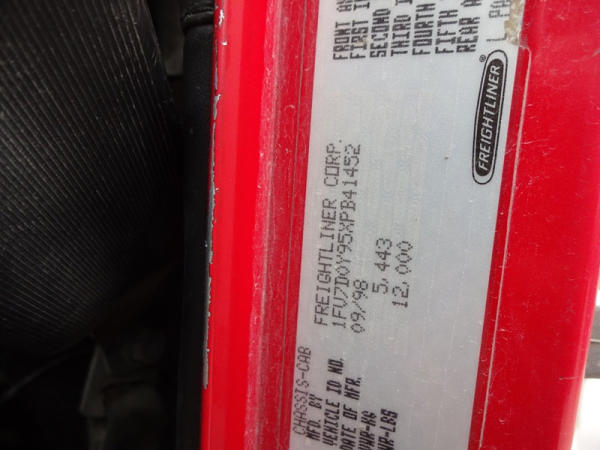 CHASSIS-CAB
MFD. BY FREIGHTLINER CORP.
VEHICLE ID NO. 1FV7D0Y95XPB41452
DATE OF MFR. 09/98
5,443
12,000
FRONT
FIRST
SECOND
THIRD
FOURTH
FIFTH
REAR
FREIGHTLINER®